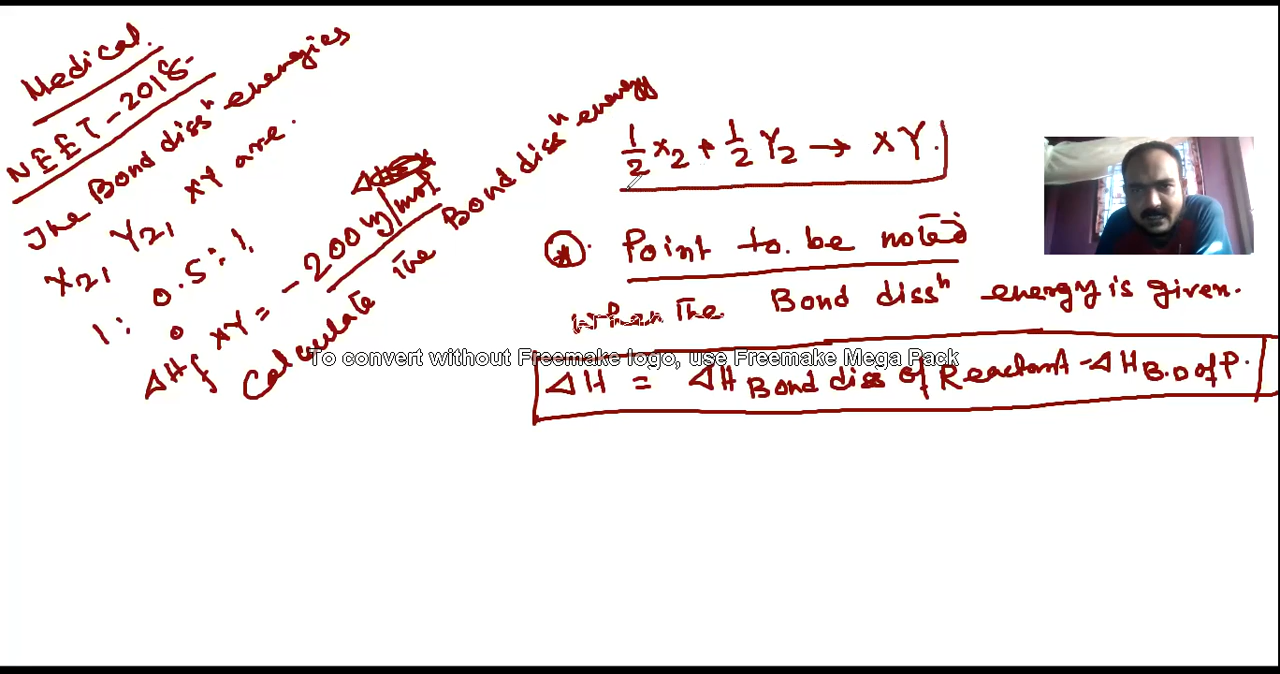 Medical.
NEET-2018-
The Bond dissⁿ energies
X2, Y2, XY are.
1: 0.5: 1.
ΔHf⁰ XY = -200 kj/mol
Calculate The Bond dissⁿ energy
1/2 X2 + 1/2 Y2 → XY.
* Point to be noted
when The Bond dissⁿ energy is given.
To convert without Freemake logo, use Freemake Mega Pack
ΔH = ΔH Bond diss of Reactant - ΔH B.D of P.